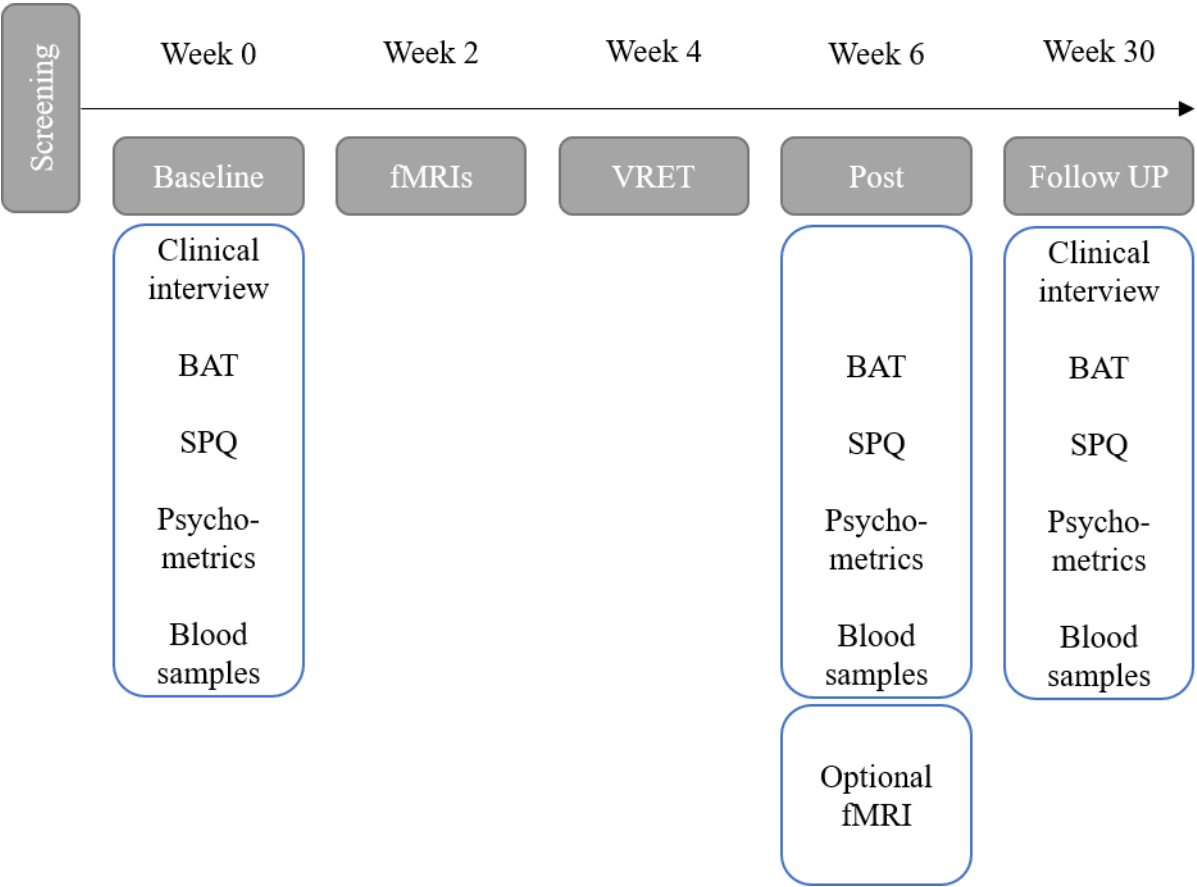 Screening
Week 0
Week 2
Week 4
Week 6
Week 30
Baseline
fMRIs
VRET
Post
Follow UP
Clinical
interview
BAT
SPQ
Psycho-
metrics
Blood
samples
BAT
SPQ
Psycho-
metrics
Blood
samples
Optional
fMRI
Clinical
interview
BAT
SPQ
Psycho-
metrics
Blood
samples